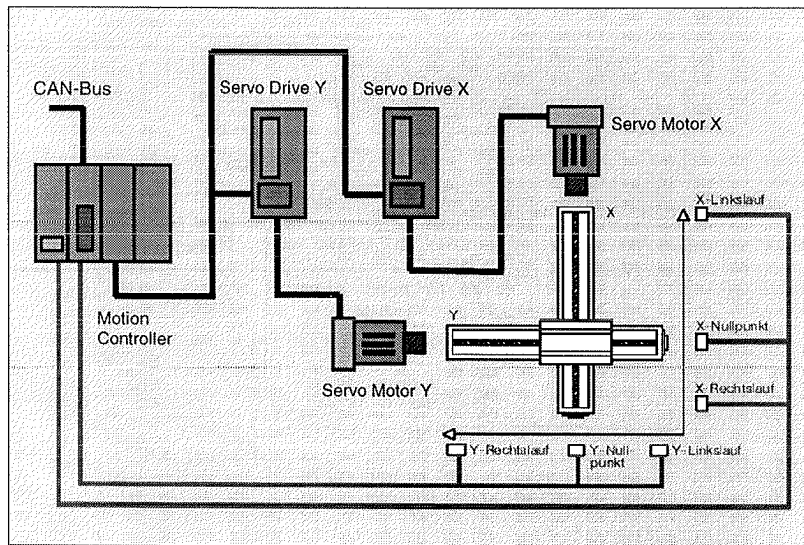 CAN-Bus
Servo Drive Y
Servo Drive X
Servo Motor X
X-Linkslauf
X
Y
Motion
Controller
X-Nullpunkt
Servo Motor Y
X-Rechtslauf
Y-Rechtslauf
Y-Null-
punkt
Y-Linkslauf